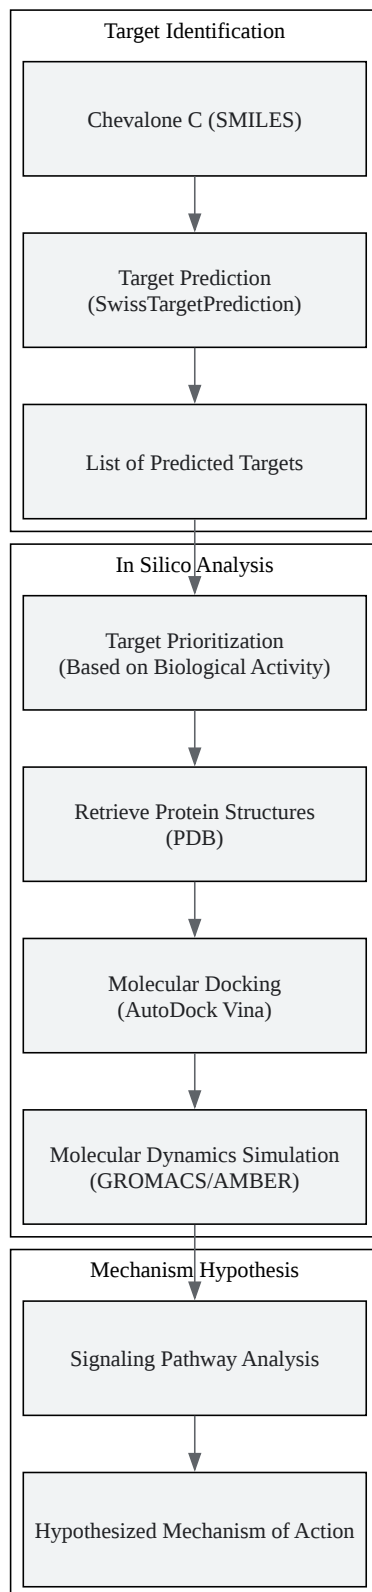 Target Identification
Chevalone C (SMILES)
Target Prediction
(SwissTargetPrediction)
List of Predicted Targets
In Silico Analysis
Target Prioritization
(Based on Biological Activity)
Retrieve Protein Structures
(PDB)
Molecular Docking
(AutoDock Vina)
Molecular Dynamics Simulation
(GROMACS/AMBER)
Mechanism Hypothesis
Signaling Pathway Analysis
Hypothesized Mechanism of Action